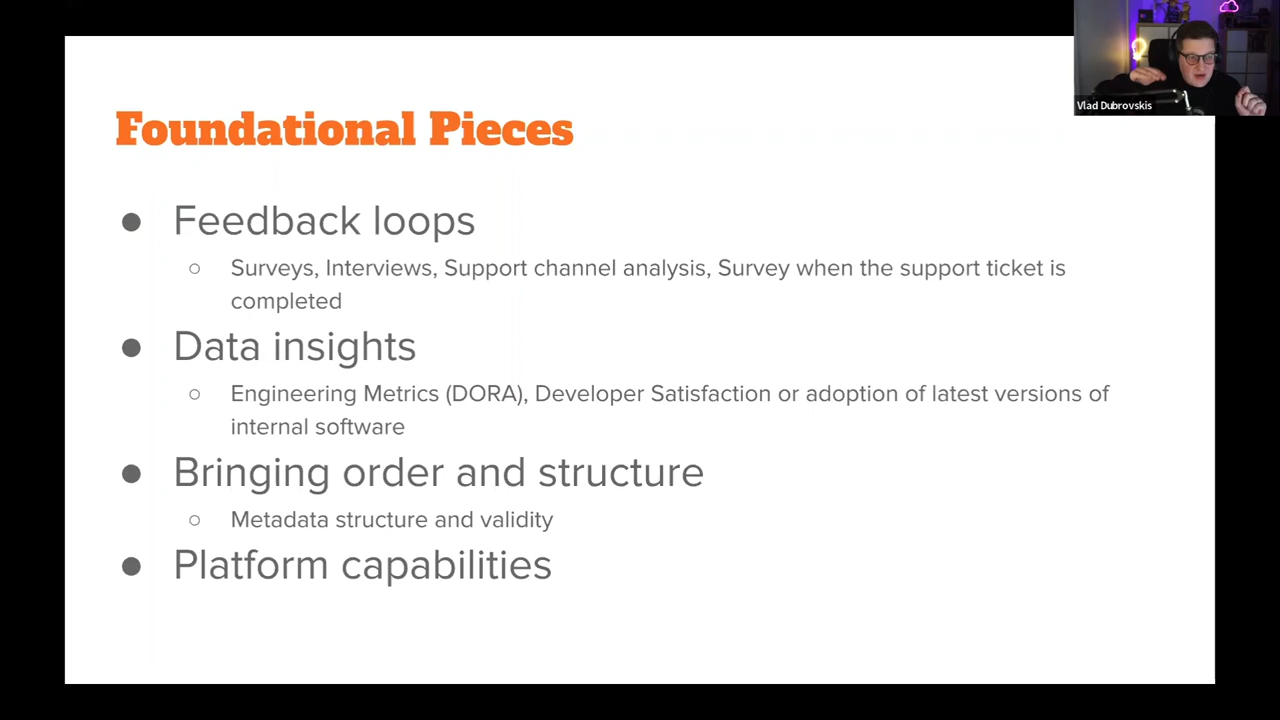 Vlad Dubrovskis
Foundational Pieces
● Feedback loops
○ Surveys, Interviews, Support channel analysis, Survey when the support ticket is
completed
● Data insights
○ Engineering Metrics (DORA), Developer Satisfaction or adoption of latest versions of
internal software
● Bringing order and structure
○ Metadata structure and validity
● Platform capabilities